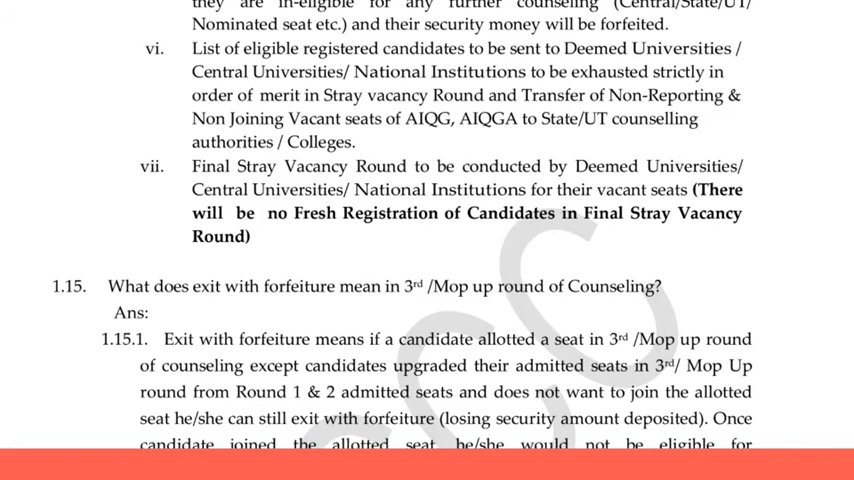 they are in-eligible for any further counseling (Central/State/UT/
Nominated seat etc.) and their security money will be forfeited.
vi. List of eligible registered candidates to be sent to Deemed Universities /
Central Universities/ National Institutions to be exhausted strictly in
order of merit in Stray vacancy Round and Transfer of Non-Reporting &
Non Joining Vacant seats of AIQG, AIQGA to State/UT counselling
authorities / Colleges.
vii. Final Stray Vacancy Round to be conducted by Deemed Universities/
Central Universities/ National Institutions for their vacant seats (There
will be no Fresh Registration of Candidates in Final Stray Vacancy
Round)
1.15. What does exit with forfeiture mean in 3rd /Mop up round of Counseling?
Ans:
1.15.1. Exit with forfeiture means if a candidate allotted a seat in 3rd /Mop up round
of counseling except candidates upgraded their admitted seats in 3rd/ Mop Up
round from Round 1 & 2 admitted seats and does not want to join the allotted
seat he/she can still exit with forfeiture (losing security amount deposited). Once
candidate joined the allotted seat he/she would not be eligible for